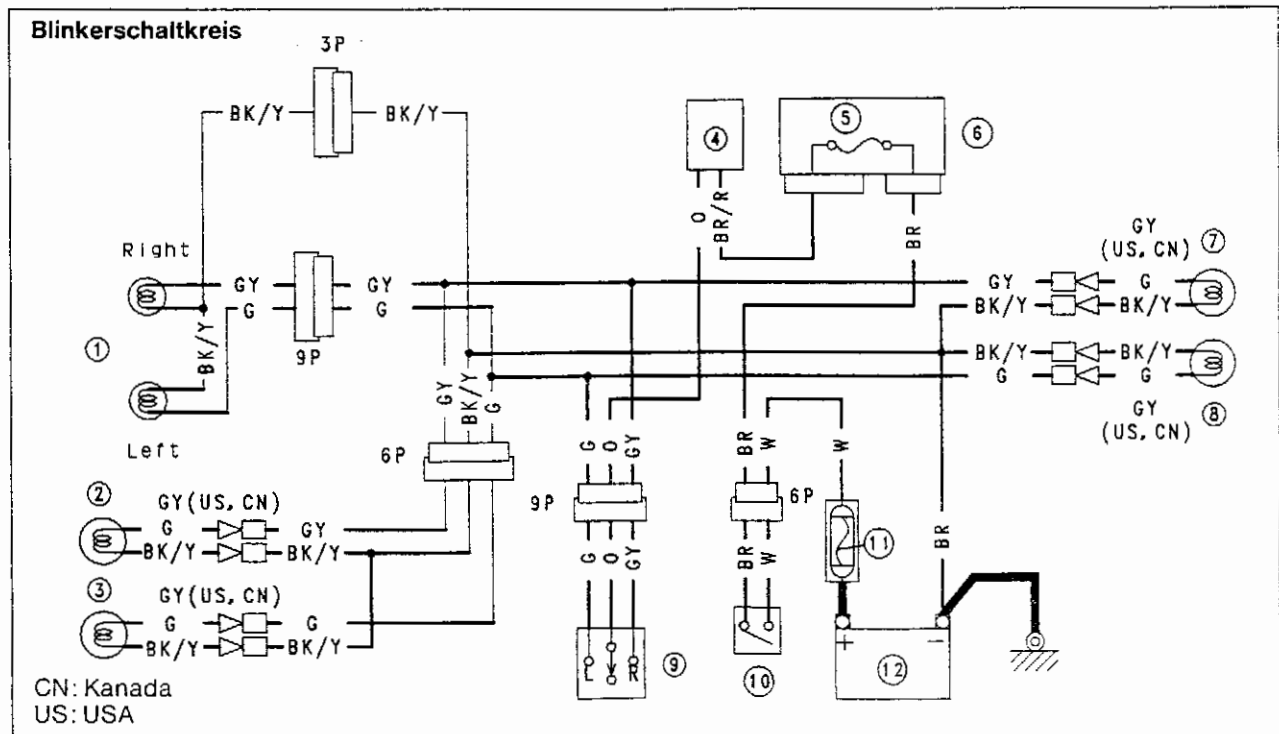 Blinkerschaltkreis
3P
BK/Y BK/Y
4
5
6
O
BR/R
BR
Right
GY GY
G G
9P
BK/Y
1
Left
GY
(US, CN)
7
GY G
BK/Y BK/Y
BK/Y BK/Y
G G
GY
(US, CN)
8
GY
BK/Y
G
6P
2
GY(US, CN)
G GY
BK/Y BK/Y
3
GY(US, CN)
G G
BK/Y BK/Y
G
O
GY
9P
G
O
GY
L R
9
BR
W
6P
BR
W
10
W
11
BR
+ −
12
CN: Kanada
US: USA